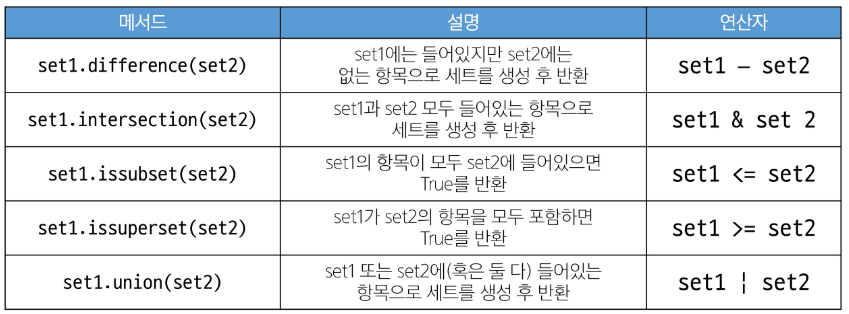 메서드 설명 연산자
set1.difference(set2) set1에는 들어있지만 set2에는 없는 항목으로 세트를 생성 후 반환 set1 – set2
set1.intersection(set2) set1과 set2 모두 들어있는 항목으로 세트를 생성 후 반환 set1 & set 2
set1.issubset(set2) set1의 항목이 모두 set2에 들어있으면 True를 반환 set1 <= set2
set1.issuperset(set2) set1가 set2의 항목을 모두 포함하면 True를 반환 set1 >= set2
set1.union(set2) set1 또는 set2에(혹은 둘 다) 들어있는 항목으로 세트를 생성 후 반환 set1 ¦ set2